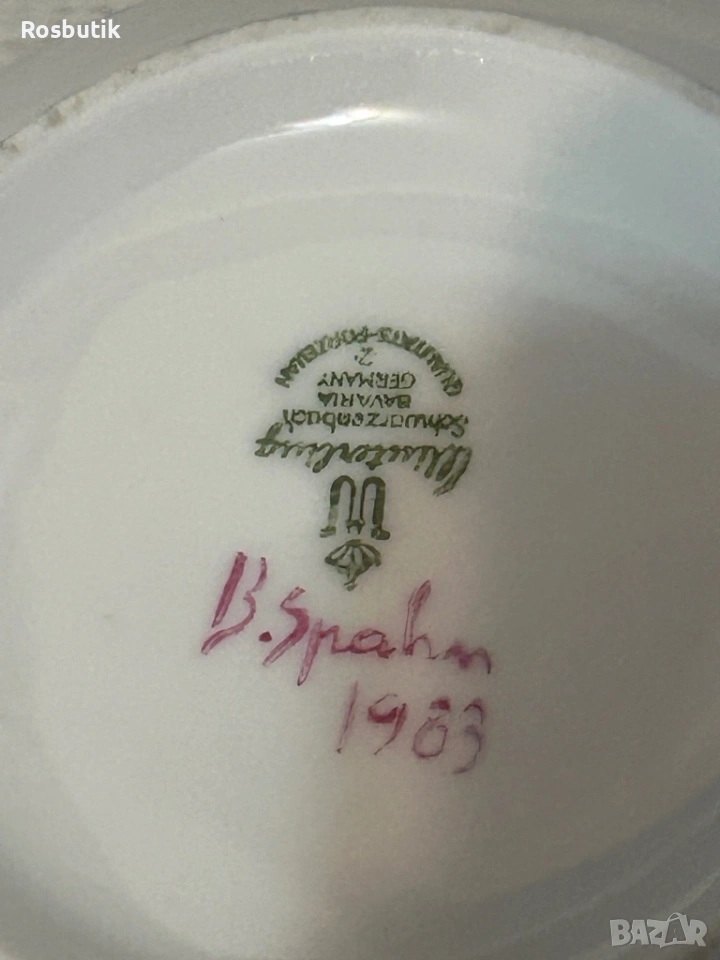 Rosbutik
Winterling
Schwarzenbach
BAVARIA
GERMANY
2
QUALITÄTS-PORZELLAN
B. Spahn
1983
BAZAR